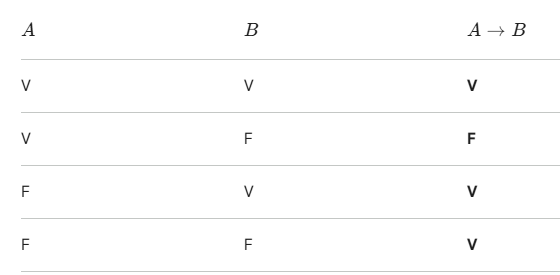 A B A → B
V V V
V F F
F V V
F F V